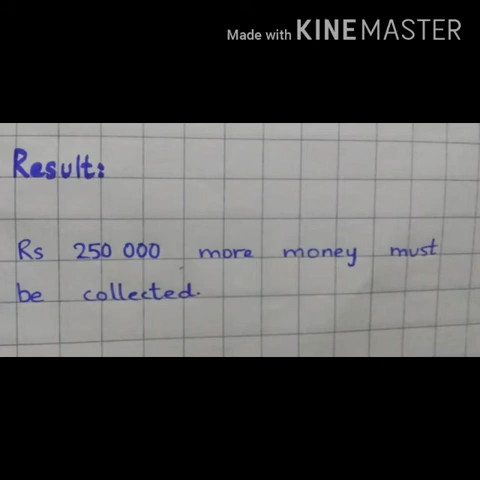 Made with KINEMASTER
Result:
Rs 250 000 more money must
be collected.